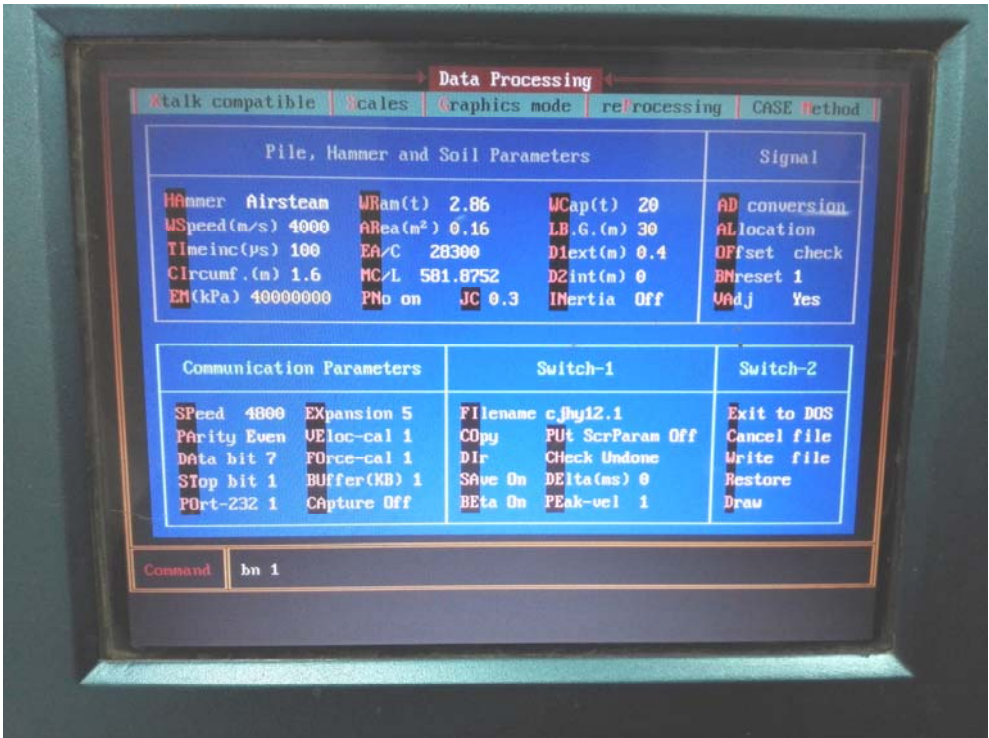 Data Processing
Xtalk compatible Scales Graphics mode reProcessing CASE Method
Pile, Hammer and Soil Parameters Signal
HAmmer Airsteam WRam(t) 2.86 WCap(t) 20 AD conversion
WSpeed(m/s) 4000 ARea(m²) 0.16 LB.G.(m) 30 ALlocation
TImeinc(µs) 100 EA/C 28300 D1ext(m) 0.4 OFfset check
CIrcumf.(m) 1.6 MC/L 581.8752 D2int(m) 0 BNreset 1
EM(kPa) 40000000 PNo on JC 0.3 INertia Off VAdj Yes
Communication Parameters Switch-1 Switch-2
SPeed 4800 EXpansion 5 FIlename cjhy12.1 Exit to DOS
PArity Even VEloc-cal 1 COpy PUt ScrParam Off Cancel file
DAta bit 7 FOrce-cal 1 DIr CHeck Undone Write file
STop bit 1 BUffer(KB) 1 SAve On DElta(ms) 0 Restore
POrt-232 1 CApture Off BEta On PEak-vel 1 Draw
Command bn 1